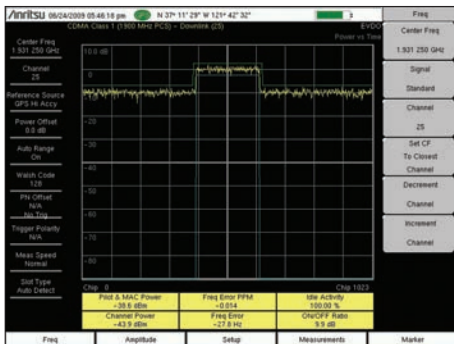 Anritsu 06/24/2009 05:46:16 pm N 37° 11' 29" W 121° 42' 32"
Freq
CDMA Class 1 (1900 MHz PCS) - Downlink (25)
EVDO
Power vs Time
Center Freq
1.931 250 GHz
Channel
25
Reference Source
GPS Hi Accy
Power Offset
0.0 dB
Auto Range
On
Walsh Code
128
PN Offset
N/A
No Trig
Trigger Polarity
N/A
Meas Speed
Normal
Slot Type
Auto Detect
10.0 dB
0
-10
-20
-30
-40
-50
-60
-70
-80
Chip 0
Chip 1023
Center Freq
1.931 250 GHz
Signal
Standard
Channel
25
Set CF
To Closest
Channel
Decrement
Channel
Increment
Channel
Pilot & MAC Power
-38.6 dBm
Freq Error PPM
-0.014
Idle Activity
100.00 %
Channel Power
-43.9 dBm
Freq Error
-27.8 Hz
ON/OFF Ratio
9.9 dB
Freq
Amplitude
Setup
Measurements
Marker